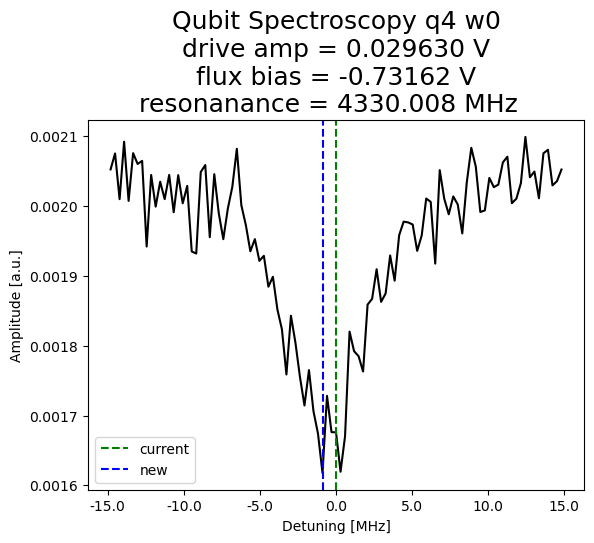 Qubit Spectroscopy q4 w0
drive amp = 0.029630 V
flux bias = -0.73162 V
resonanance = 4330.008 MHz
0.0021
0.0020
0.0019
0.0018
0.0017
0.0016
Amplitude [a.u.]
current
new
-15.0 -10.0 -5.0 0.0 5.0 10.0 15.0
Detuning [MHz]